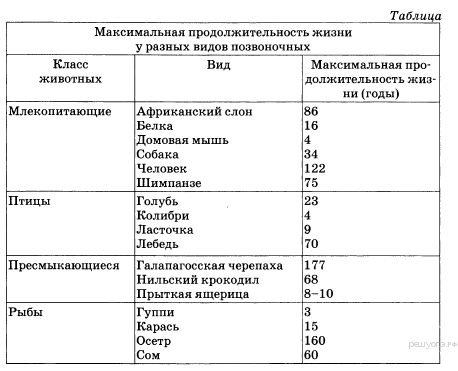 Таблица
Максимальная продолжительность жизни
у разных видов позвоночных
Класс животных | Вид | Максимальная про-должительность жиз-ни (годы)
Млекопитающие | Африканский слон | 86
Белка | 16
Домовая мышь | 4
Собака | 34
Человек | 122
Шимпанзе | 75
Птицы | Голубь | 23
Колибри | 4
Ласточка | 9
Лебедь | 70
Пресмыкающиеся | Галапагосская черепаха | 177
Нильский крокодил | 68
Прыткая ящерица | 8–10
Рыбы | Гуппи | 3
Карась | 15
Осетр | 160
Сом | 60
решуогэ.рф